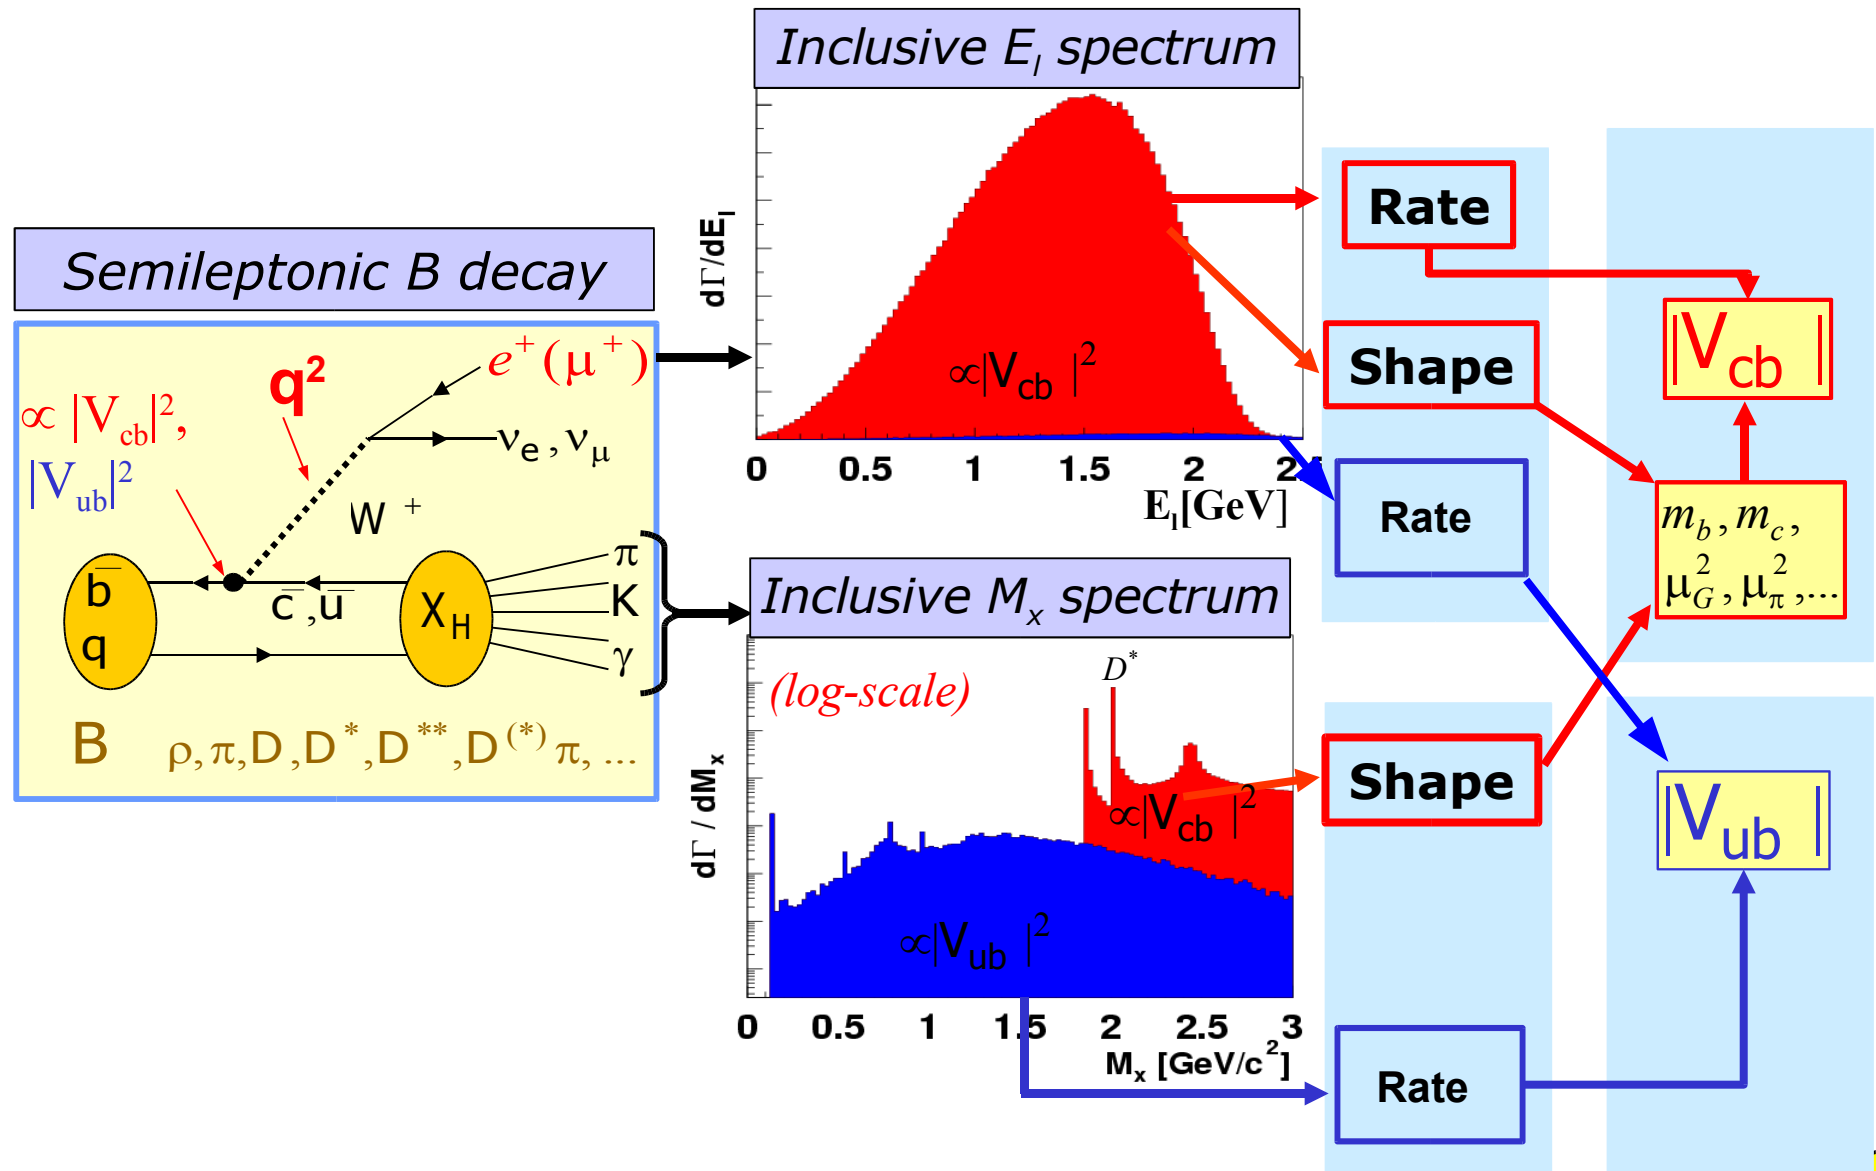 Inclusive E_l spectrum
dΓ/dE_l
∝|V_cb|²
0 0.5 1 1.5 2 2.5
E_l[GeV]
Semileptonic B decay
q²
e⁺(μ⁺)
∝ |V_cb|²,
|V_ub|²
ν_e, ν_μ
W⁺
π
K
γ
b̄
q
c̄,ū
X_H
B
ρ,π,D,D*,D**,D^(*)π,...
Inclusive M_x spectrum
(log-scale)
D*
dΓ / dM_x
∝|V_cb|²
∝|V_ub|²
0 0.5 1 1.5 2 2.5 3
M_x [GeV/c²]
Rate
Shape
Rate
Shape
Rate
|V_cb|
m_b, m_c,
μ_G², μ_π²,...
|V_ub|